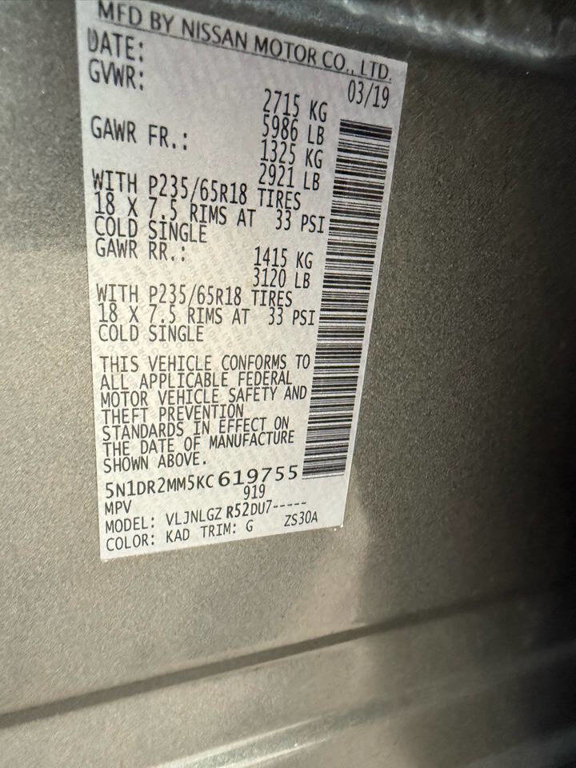 MFD BY NISSAN MOTOR CO., LTD.
DATE: 03/19
GVWR: 2715 KG
5986 LB
GAWR FR.: 1325 KG
2921 LB
WITH P235/65R18 TIRES
18 X 7.5 RIMS AT 33 PSI
COLD SINGLE
GAWR RR.: 1415 KG
3120 LB
WITH P235/65R18 TIRES
18 X 7.5 RIMS AT 33 PSI
COLD SINGLE
THIS VEHICLE CONFORMS TO
ALL APPLICABLE FEDERAL
MOTOR VEHICLE SAFETY AND
THEFT PREVENTION
STANDARDS IN EFFECT ON
THE DATE OF MANUFACTURE
SHOWN ABOVE.
5N1DR2MM5KC619755
MPV 919
MODEL: VLJNLGZ R52DU7-----
COLOR: KAD TRIM: G ZS30A